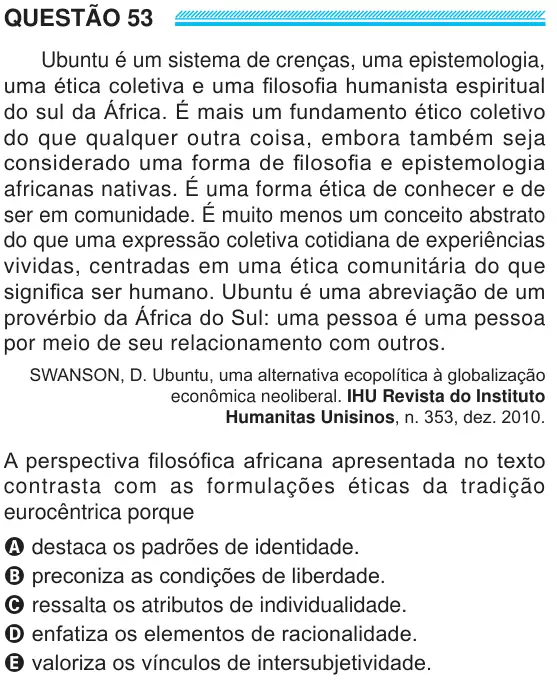 QUESTÃO 53
Ubuntu é um sistema de crenças, uma epistemologia,
uma ética coletiva e uma filosofia humanista espiritual
do sul da África. É mais um fundamento ético coletivo
do que qualquer outra coisa, embora também seja
considerado uma forma de filosofia e epistemologia
africanas nativas. É uma forma ética de conhecer e de
ser em comunidade. É muito menos um conceito abstrato
do que uma expressão coletiva cotidiana de experiências
vividas, centradas em uma ética comunitária do que
significa ser humano. Ubuntu é uma abreviação de um
provérbio da África do Sul: uma pessoa é uma pessoa
por meio de seu relacionamento com outros.
SWANSON, D. Ubuntu, uma alternativa ecopolítica à globalização
econômica neoliberal. IHU Revista do Instituto
Humanitas Unisinos, n. 353, dez. 2010.
A perspectiva filosófica africana apresentada no texto
contrasta com as formulações éticas da tradição
eurocêntrica porque
A destaca os padrões de identidade.
B preconiza as condições de liberdade.
C ressalta os atributos de individualidade.
D enfatiza os elementos de racionalidade.
E valoriza os vínculos de intersubjetividade.